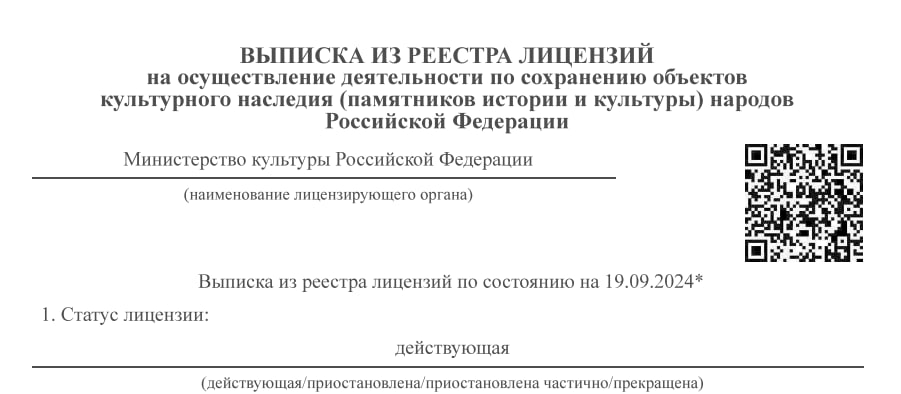 ВЫПИСКА ИЗ РЕЕСТРА ЛИЦЕНЗИЙ
на осуществление деятельности по сохранению объектов
культурного наследия (памятников истории и культуры) народов
Российской Федерации
Министерство культуры Российской Федерации
(наименование лицензирующего органа)
Выписка из реестра лицензий по состоянию на 19.09.2024*
1. Статус лицензии:
действующая
(действующая/приостановлена/приостановлена частично/прекращена)